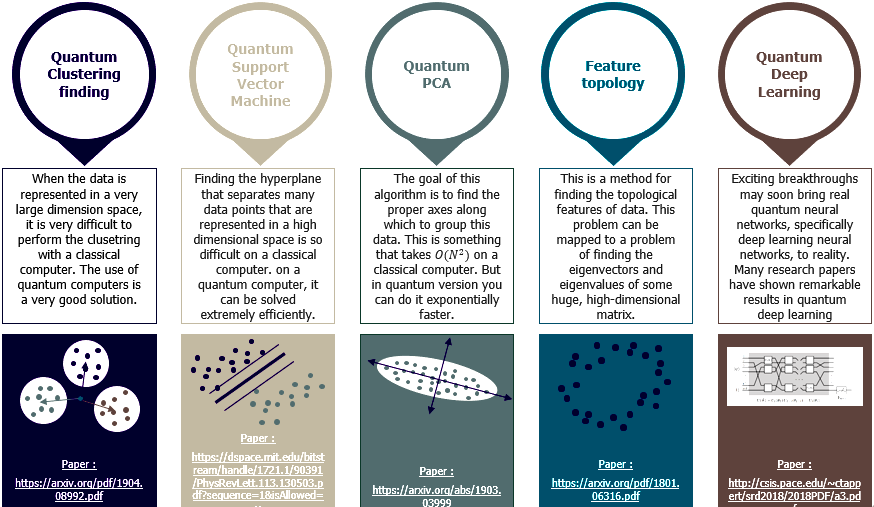 Quantum
Clustering
finding
Quantum
Support
Vector
Machine
Quantum
PCA
Feature
topology
Quantum
Deep
Learning
When the data is
represented in a very
large dimension space,
it is very difficult to
perform the clusetring
with a classical
computer. The use of
quantum computers is
a very good solution.
Finding the hyperplane
that separates many
data points that are
represented in a high
dimensional space is so
difficult on a classical
computer. on a
quantum computer, it
can be solved
extremely efficiently.
The goal of this
algorithm is to find the
proper axes along
which to group this
data. This is something
that takes O(N²) on a
classical computer. But
in quantum version you
can do it exponentially
faster.
This is a method for
finding the topological
features of data. This
problem can be
mapped to a problem
of finding the
eigenvectors and
eigenvalues of some
huge, high-dimensional
matrix.
Exciting breakthroughs
may soon bring real
quantum neural
networks, specifically
deep learning neural
networks, to reality.
Many research papers
have shown remarkable
results in quantum
deep learning
Paper :
https://arxiv.org/pdf/1904.
08992.pdf
Paper :
https://dspace.mit.edu/bitst
ream/handle/1721.1/90391
/PhysRevLett.113.130503.p
df?sequence=1&isAllowed=
Paper :
https://arxiv.org/abs/1903.
03999
Paper :
https://arxiv.org/pdf/1801.
06316.pdf
Paper :
http://csis.pace.edu/~ctapp
ert/srd2018/2018PDF/a3.pd